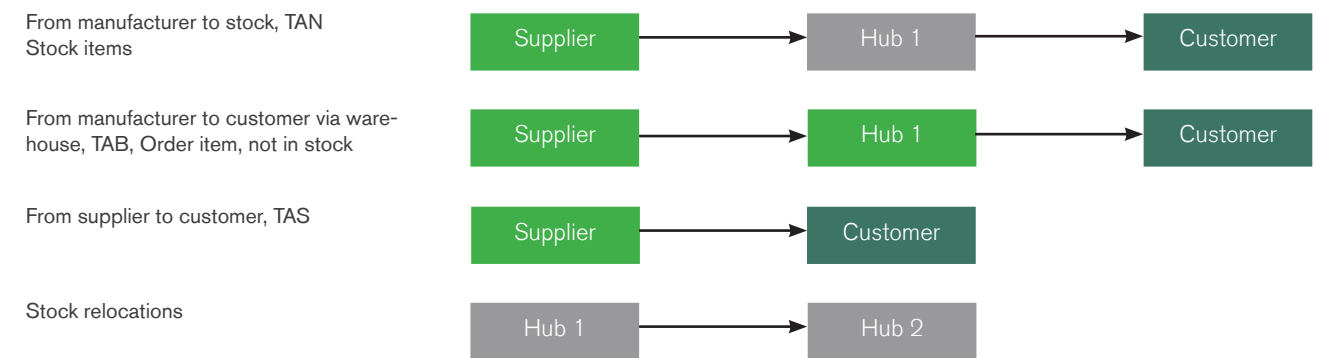 From manufacturer to stock, TAN
Stock items
Supplier
Hub 1
Customer
From manufacturer to customer via ware-
house, TAB, Order item, not in stock
Supplier
Hub 1
Customer
From supplier to customer, TAS
Supplier
Customer
Stock relocations
Hub 1
Hub 2